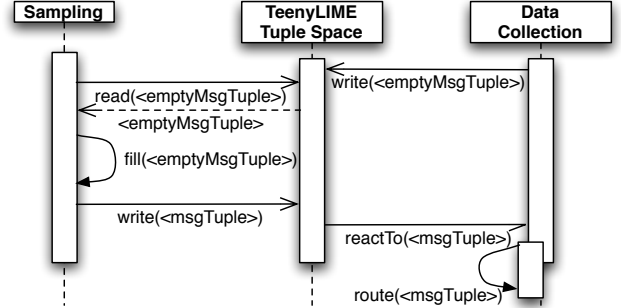 Sampling
TeenyLIME
Tuple Space
Data
Collection
write(<emptyMsgTuple>)
read(<emptyMsgTuple>)
<emptyMsgTuple>
fill(<emptyMsgTuple>)
write(<msgTuple>)
reactTo(<msgTuple>)
route(<msgTuple>)